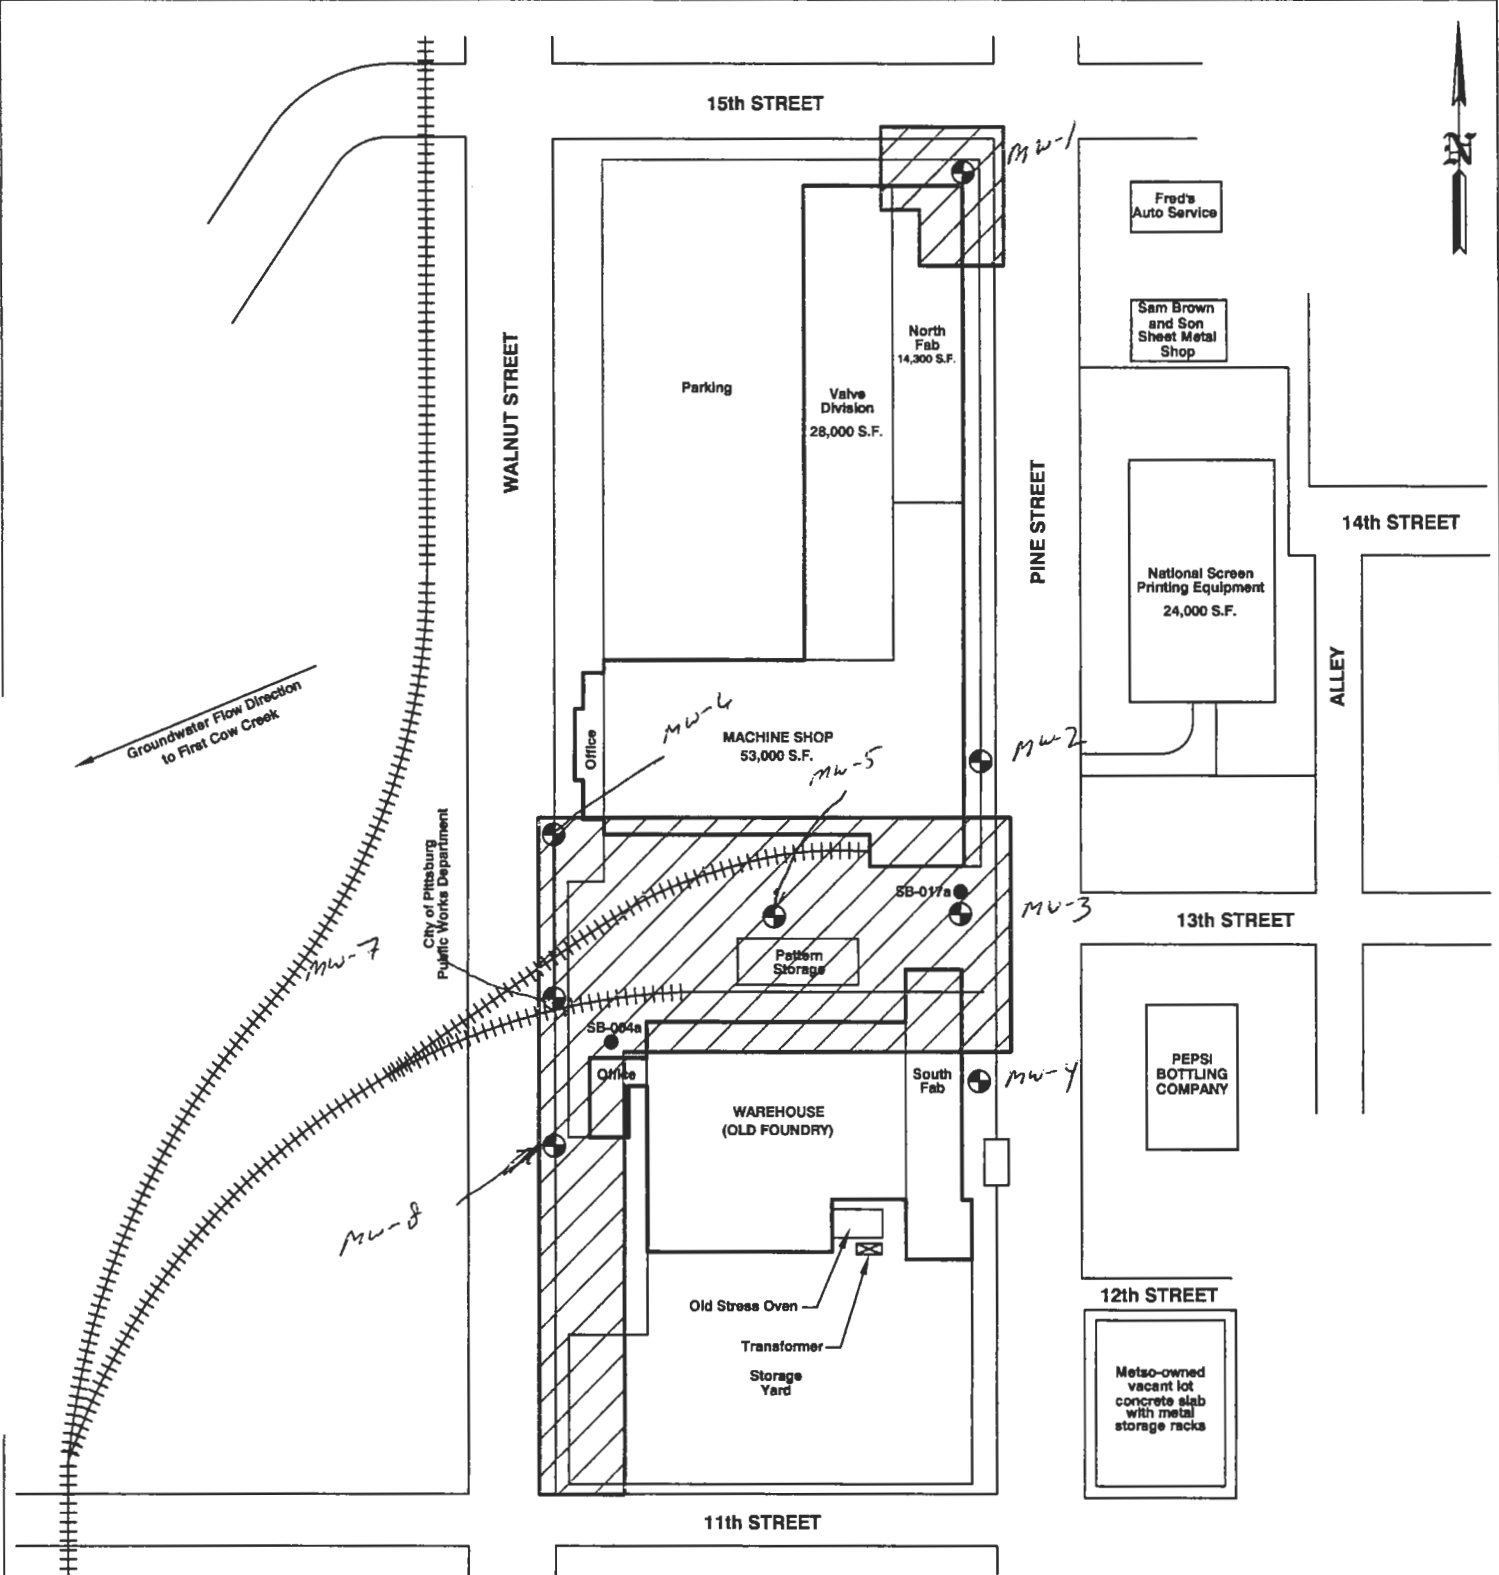 15th STREET
MW-1
N
Fred's
Auto Service
Sam Brown
and Son
Sheet Metal
Shop
North
Fab
14,300 S.F.
WALNUT STREET
Parking
Valve
Division
28,000 S.F.
PINE STREET
14th STREET
National Screen
Printing Equipment
24,000 S.F.
ALLEY
Groundwater Flow Direction
to First Cow Creek
Office
MW-6
MACHINE SHOP
53,000 S.F.
MW-5
MW-2
City of Pittsburg
Public Works Department
SB-017a
MW-3
13th STREET
MW-7
Pattern
Storage
SB-004a
Office
South
Fab
MW-4
PEPSI
BOTTLING
COMPANY
WAREHOUSE
(OLD FOUNDRY)
MW-8
Old Stress Oven
12th STREET
Transformer
Storage
Yard
Metso-owned
vacant lot
concrete slab
with metal
storage racks
11th STREET